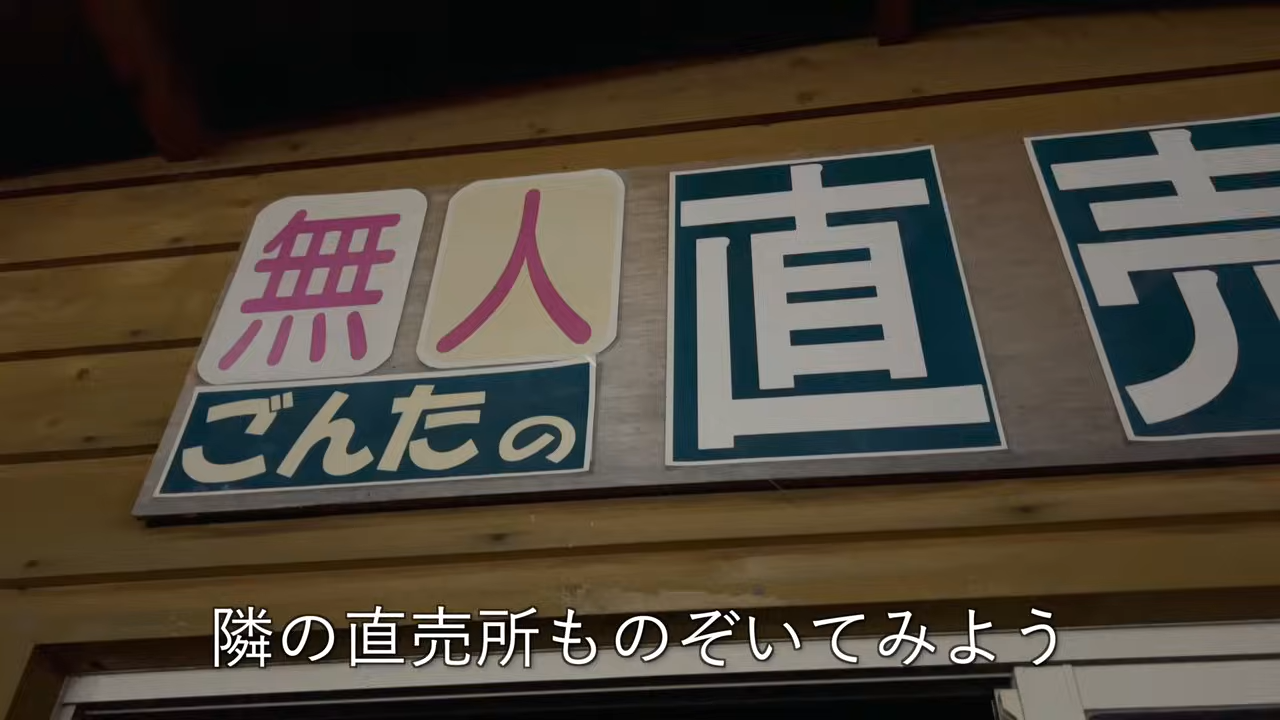 無人
ごんたの
直売
隣の直売所ものぞいてみよう